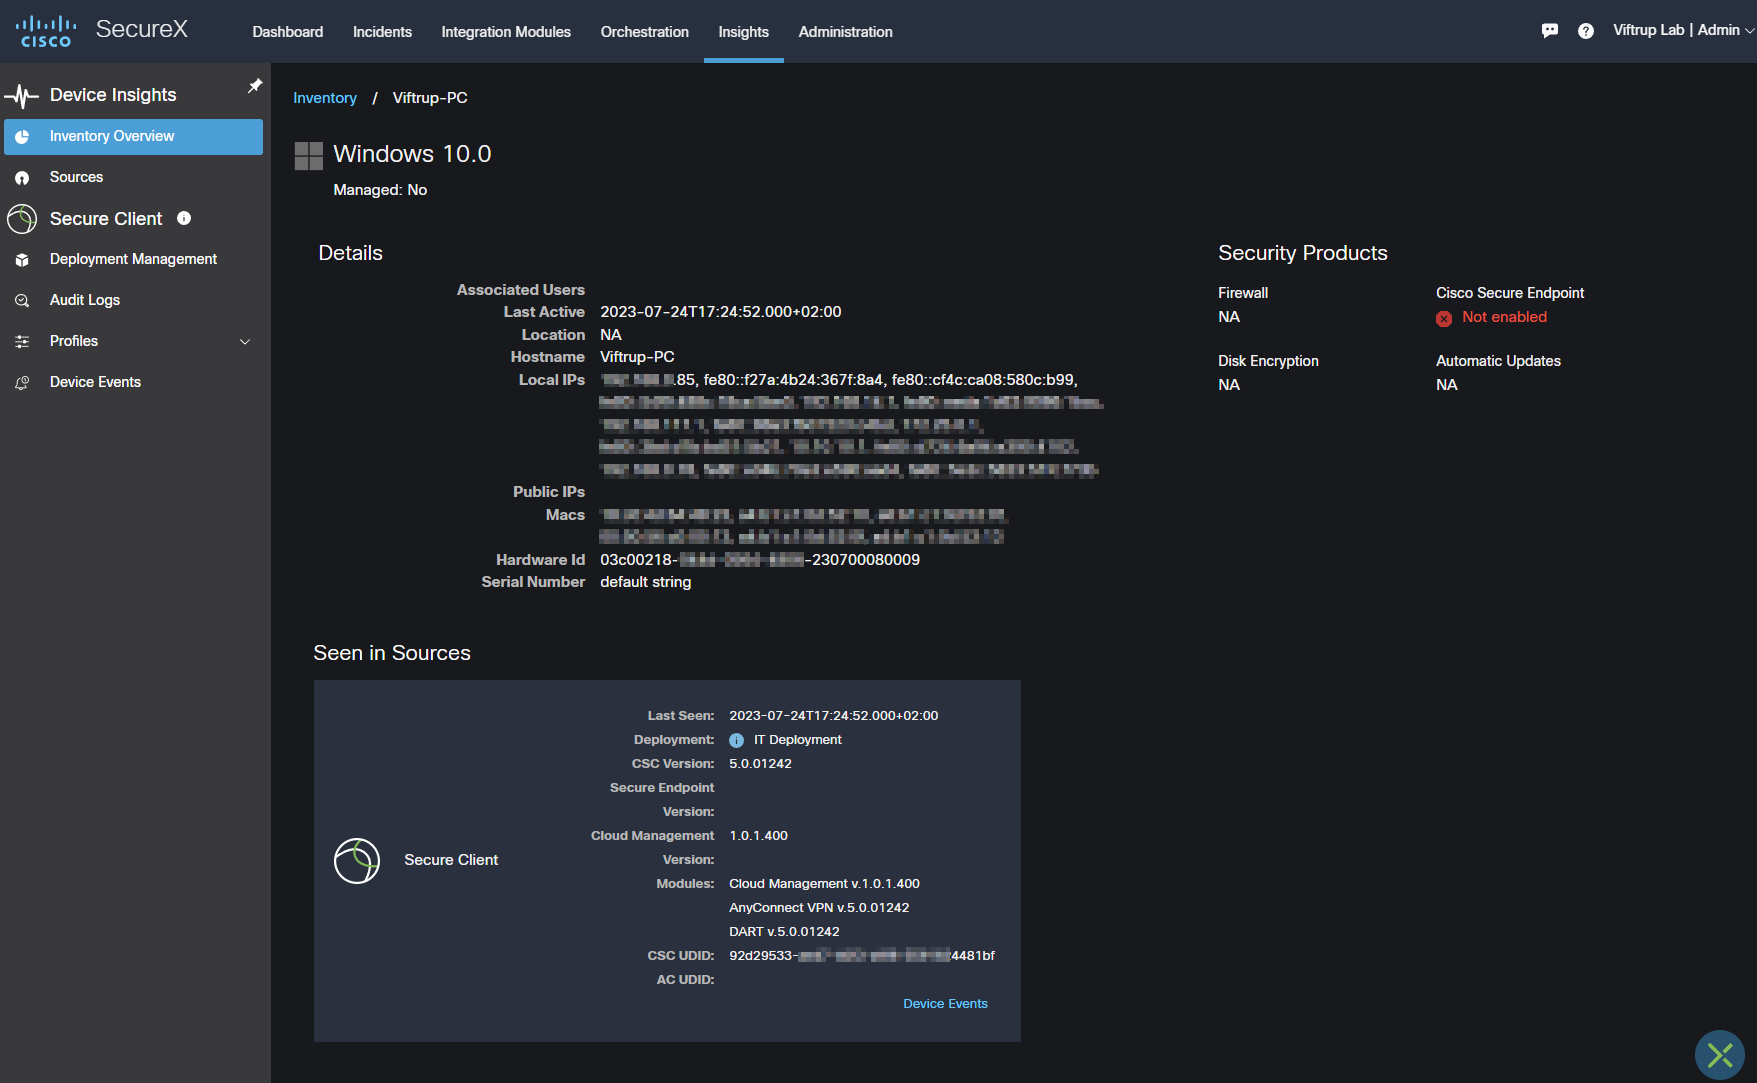 CISCO SecureX Dashboard Incidents Integration Modules Orchestration Insights Administration Viftrup Lab | Admin
Device Insights
Inventory Overview
Sources
Secure Client
Deployment Management
Audit Logs
Profiles
Device Events
Inventory / Viftrup-PC
Windows 10.0
Managed: No
Details
Associated Users
Last Active 2023-07-24T17:24:52.000+02:00
Location NA
Hostname Viftrup-PC
Local IPs .85, fe80::f27a:4b24:367f:8a4, fe80::cf4c:ca08:580c:b99,
Public IPs
Macs
Hardware Id 03c00218- -230700080009
Serial Number default string
Security Products
Firewall Cisco Secure Endpoint
NA Not enabled
Disk Encryption Automatic Updates
NA NA
Seen in Sources
Secure Client
Last Seen: 2023-07-24T17:24:52.000+02:00
Deployment: IT Deployment
CSC Version: 5.0.01242
Secure Endpoint
Version:
Cloud Management 1.0.1.400
Version:
Modules: Cloud Management v.1.0.1.400
AnyConnect VPN v.5.0.01242
DART v.5.0.01242
CSC UDID: 92d29533- 4481bf
AC UDID:
Device Events